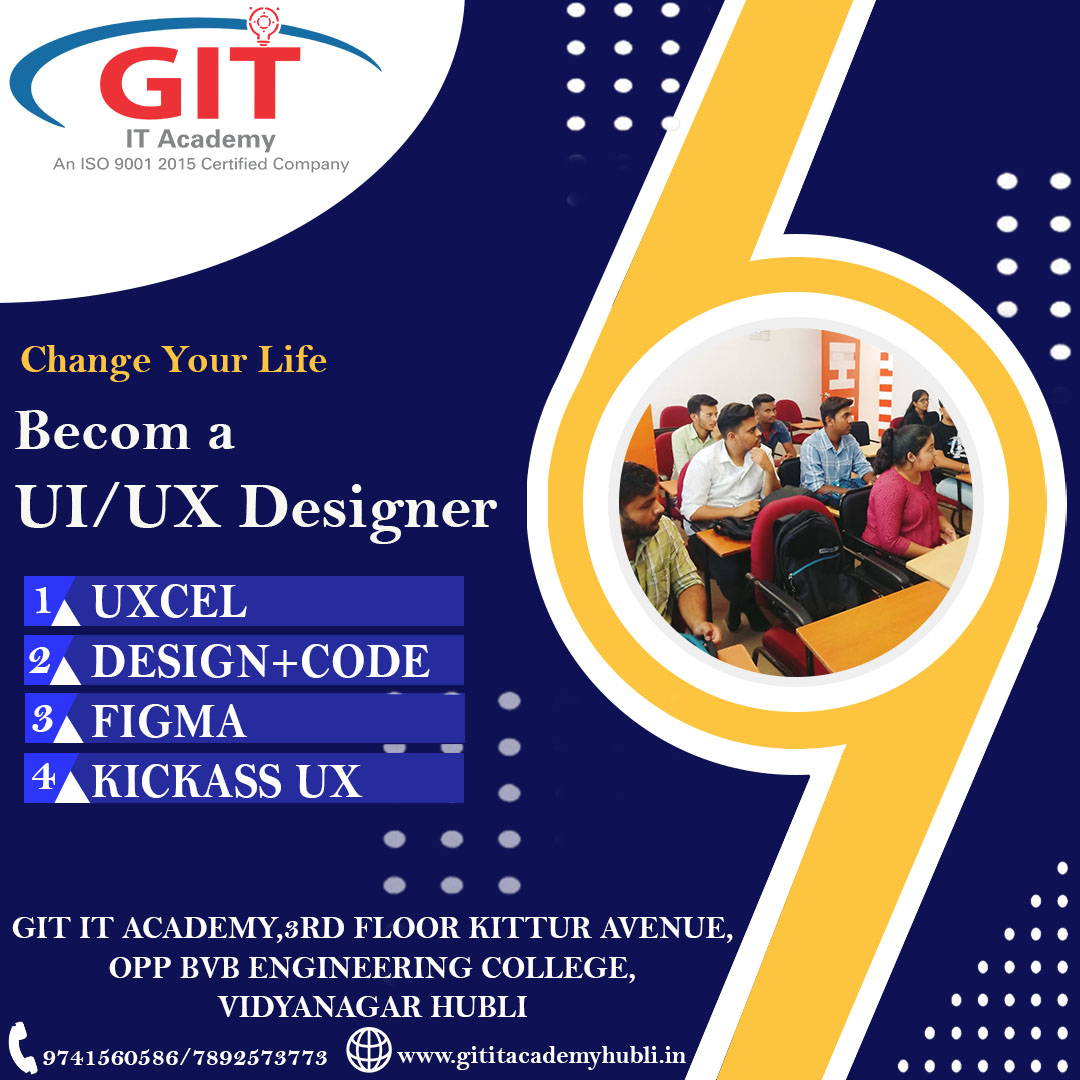 GIT
IT Academy
An ISO 9001 2015 Certified Company
Change Your Life
Becom a
UI/UX Designer
1 UXCEL
2 DESIGN+CODE
3 FIGMA
4 KICKASS UX
GIT IT ACADEMY,3RD FLOOR KITTUR AVENUE,
OPP BVB ENGINEERING COLLEGE,
VIDYANAGAR HUBLI
9741560586/7892573773 www.gititacademyhubli.in